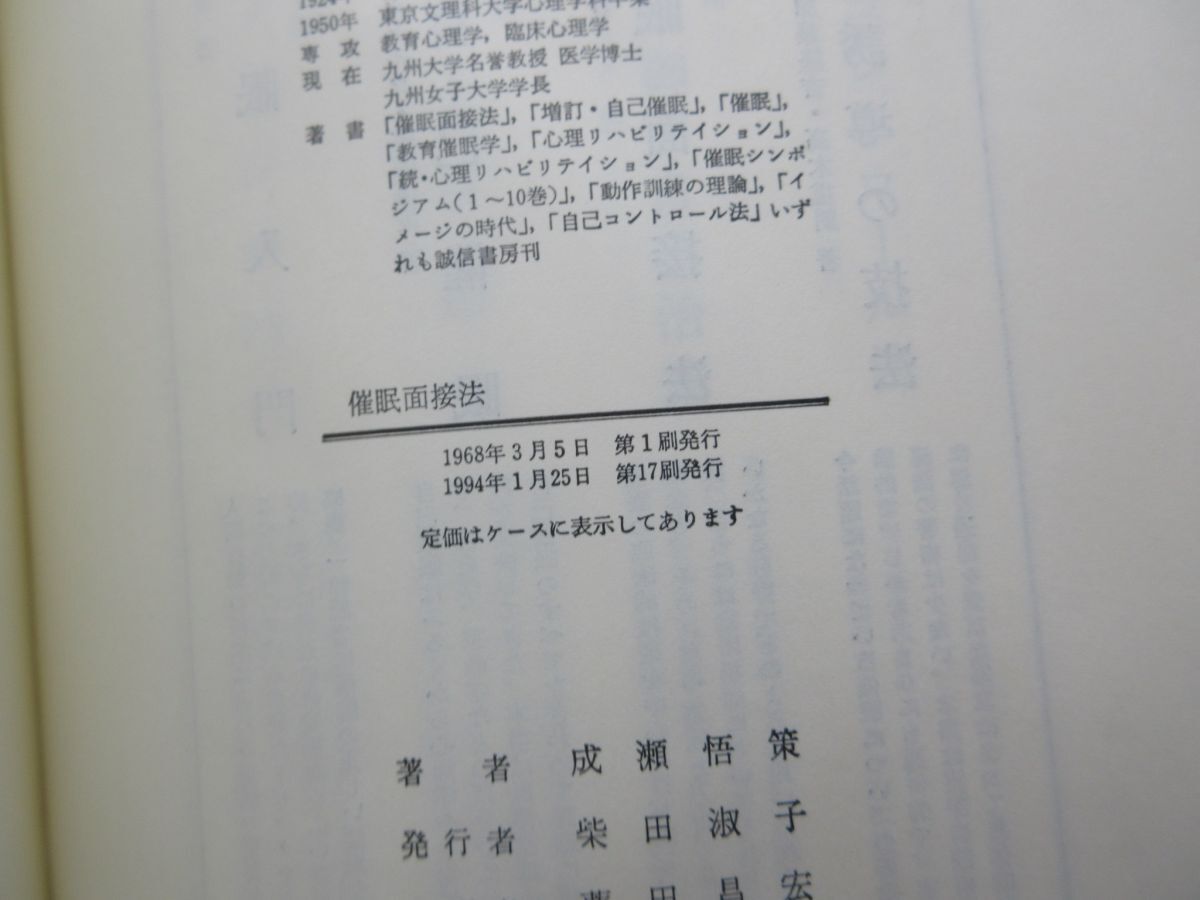 1924年
1950年 東京文理科大学心理学科卒業
専攻 教育心理学，臨床心理学
現在 九州大学名誉教授 医学博士
九州女子大学学長
著書 「催眠面接法」，「増訂・自己催眠」，「催眠」，
「教育催眠学」，「心理リハビリテイション」，
「続・心理リハビリテイション」，「催眠シンポ
ジアム(1～10巻)」，「動作訓練の理論」，「イ
メージの時代」，「自己コントロール法」いず
れも誠信書房刊
催眠面接法
1968年3月5日 第1刷発行
1994年1月25日 第17刷発行
定価はケースに表示してあります
著者 成瀬悟策
発行者 柴田淑子
田昌宏